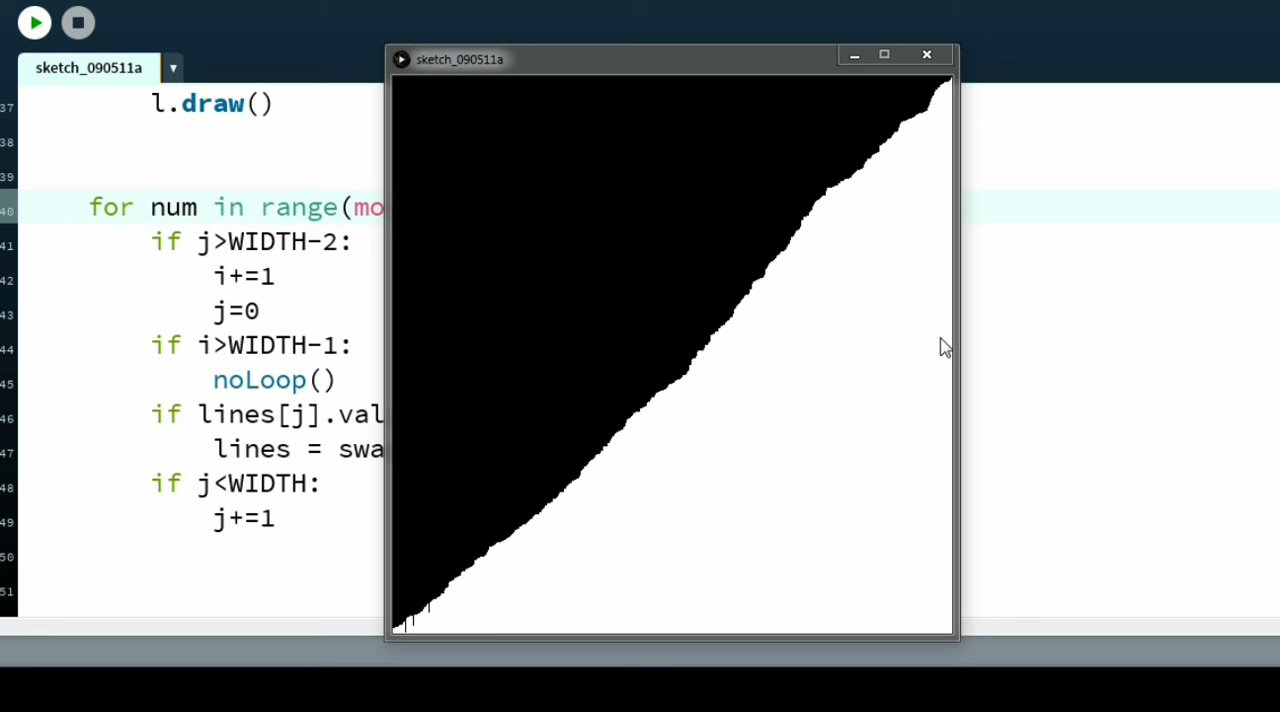 sketch_090511a
sketch_090511a
37 l.draw()
38
39
40 for num in range(mo
41 if j>WIDTH-2:
42 i+=1
43 j=0
44 if i>WIDTH-1:
45 noLoop()
46 if lines[j].val
47 lines = swa
48 if j<WIDTH:
49 j+=1
50
51